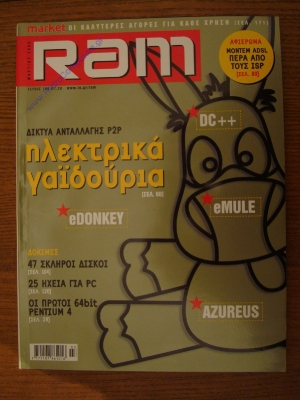 market ΟΙ ΚΑΛΥΤΕΡΕΣ ΑΓΟΡΕΣ ΓΙΑ ΚΑΘΕ ΧΡΗΣΗ
RAM
ΑΦΙΕΡΩΜΑ
ΜΟΝΤΕΜ ADSL
ΠΕΡΑ ΑΠΟ
ΤΟΥΣ ISP
ΔΙΚΤΥΑ ΑΝΤΑΛΛΑΓΗΣ P2P
ηλεκτρικά
γαϊδούρια
DC++
eMULE
eDONKEY
AZUREUS
ΔΟΚΙΜΕΣ
47 ΣΚΛΗΡΟΙ ΔΙΣΚΟΙ
25 ΗΧΕΙΑ ΓΙΑ PC
ΟΙ ΠΡΩΤΟΙ 64bit
PENTIUM 4